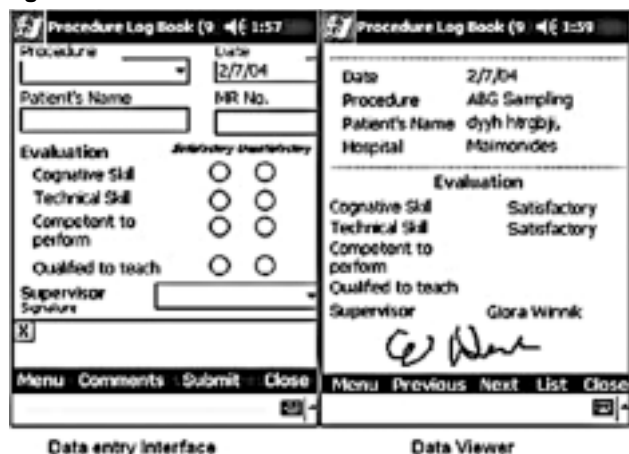 Procedure Log Book (9 1:57
Procedure Date
2/7/04
Patient's Name MR No.
Evaluation Satisfactory Unsatisfactory
Cognative Skill
Technical Skill
Competent to
perform
Qualifed to teach
Supervisor
Signature
X
Menu Comments Submit Close
Data entry Interface
Procedure Log Book (9 1:59
Date 2/7/04
Procedure ABG Sampling
Patient's Name dyyh htrgbji,
Hospital Maimonides
Evaluation
Cognative Skill Satisfactory
Technical Skill Satisfactory
Competent to
perform
Qualifed to teach
Supervisor Glora Winnik
Menu Previous Next List Close
Data Viewer